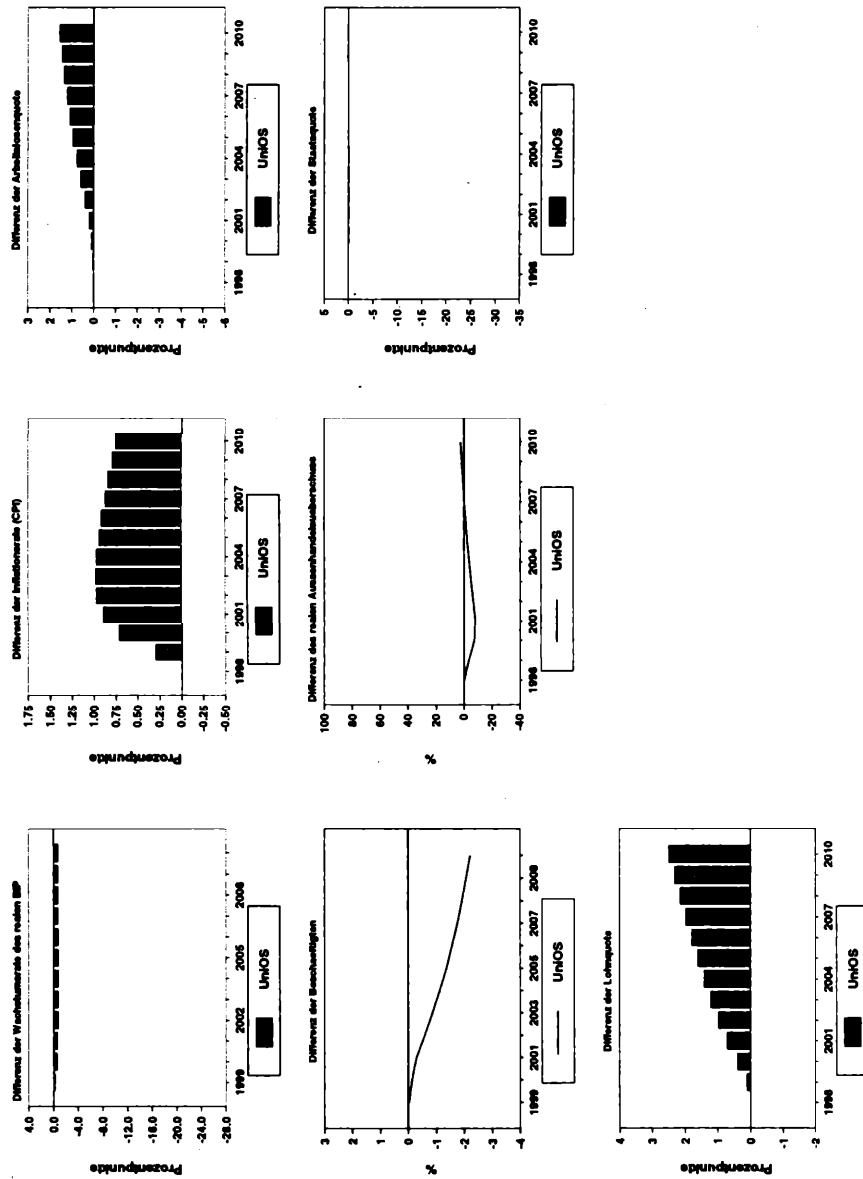 Differenz der Wachstumsrate des realen BIP
Prozentpunkte
4.0
0.0
-4.0
-8.0
-12.0
-16.0
-20.0
-24.0
-28.0
1999 2002 2005 2008
UniOS
Differenz der Inflationsrate (CPI)
Prozentpunkte
1.75
1.50
1.25
1.00
0.75
0.50
0.25
0.00
-0.25
-0.50
1998 2001 2004 2007 2010
UniOS
Differenz der Arbeitslosenquote
Prozentpunkte
3
2
1
0
-1
-2
-3
-4
-5
-6
1998 2001 2004 2007 2010
UniOS
Differenz der Beschaeftigten
%
3
2
1
0
-1
-2
-3
-4
1999 2001 2003 2005 2007 2009
UniOS
Differenz des realen Aussenhandelsueberschuss
%
100
80
60
40
20
0
-20
-40
1998 2001 2004 2007 2010
UniOS
Differenz der Staatsquote
Prozentpunkte
5
0
-5
-10
-15
-20
-25
-30
-35
1998 2001 2004 2007 2010
UniOS
Differenz der Lohnquote
Prozentpunkte
4
3
2
1
0
-1
-2
1998 2001 2004 2007 2010
UniOS